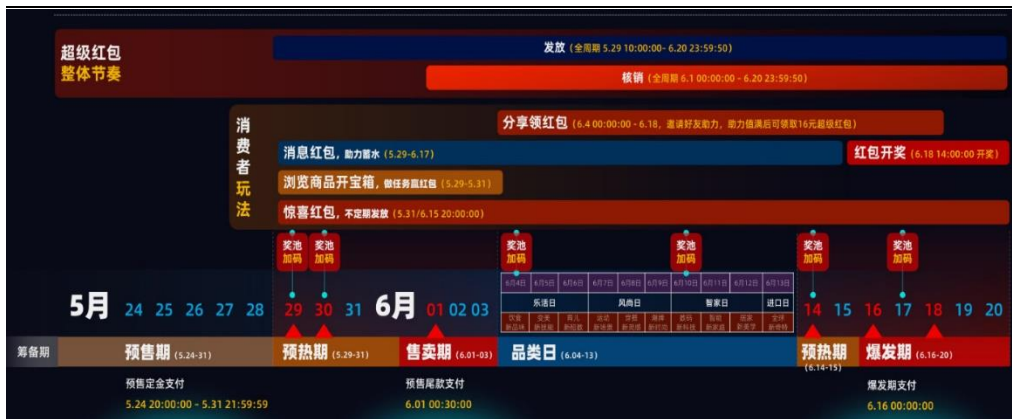 超级红包
整体节奏
发放 (全周期 5.29 10:00:00- 6.20 23:59:50)
核销 (全周期 6.1 00:00:00 - 6.20 23:59:50)
消费者玩法
分享领红包 (6.4 00:00:00 - 6.18, 邀请好友助力, 助力值满后可领取16元超级红包)
消息红包, 助力蓄水 (5.29-6.17)
红包开奖 (6.18 14:00:00 开奖)
浏览商品开宝箱, 做任务赢红包 (5.29-5.31)
惊喜红包, 不定期发放 (5.31/6.15 20:00:00)
奖池加码 奖池加码 奖池加码 奖池加码 奖池加码 奖池加码
6月4日 6月5日 6月6日 6月7日 6月8日 6月9日 6月10日 6月11日 6月12日 6月13日
乐活日 风尚日 智家日 进口日
5月 24 25 26 27 28 29 30 31 6月 01 02 03 14 15 16 17 18 19 20
筹备期 预售期 (5.24-31) 预热期 (5.29-31) 售卖期 (6.01-03) 品类日 (6.04-13) 预热期 (6.14-15) 爆发期 (6.16-20)
预售定金支付
5.24 20:00:00 - 5.31 21:59:59
预售尾款支付
6.01 00:30:00
爆发期支付
6.16 00:00:00